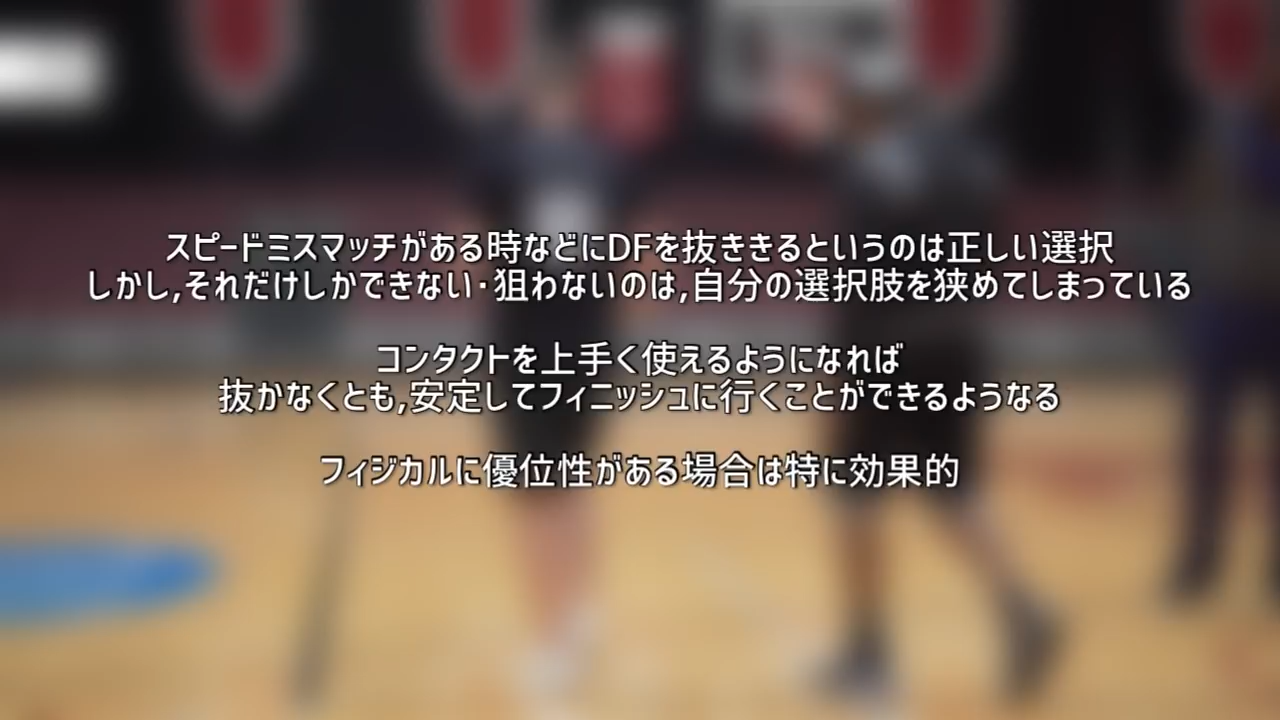 スピードミスマッチがある時などにDFを抜ききるというのは正しい選択
しかし,それだけしかできない･狙わないのは,自分の選択肢を狭めてしまっている
コンタクトを上手く使えるようになれば
抜かなくとも,安定してフィニッシュに行くことができるようなる
フィジカルに優位性がある場合は特に効果的